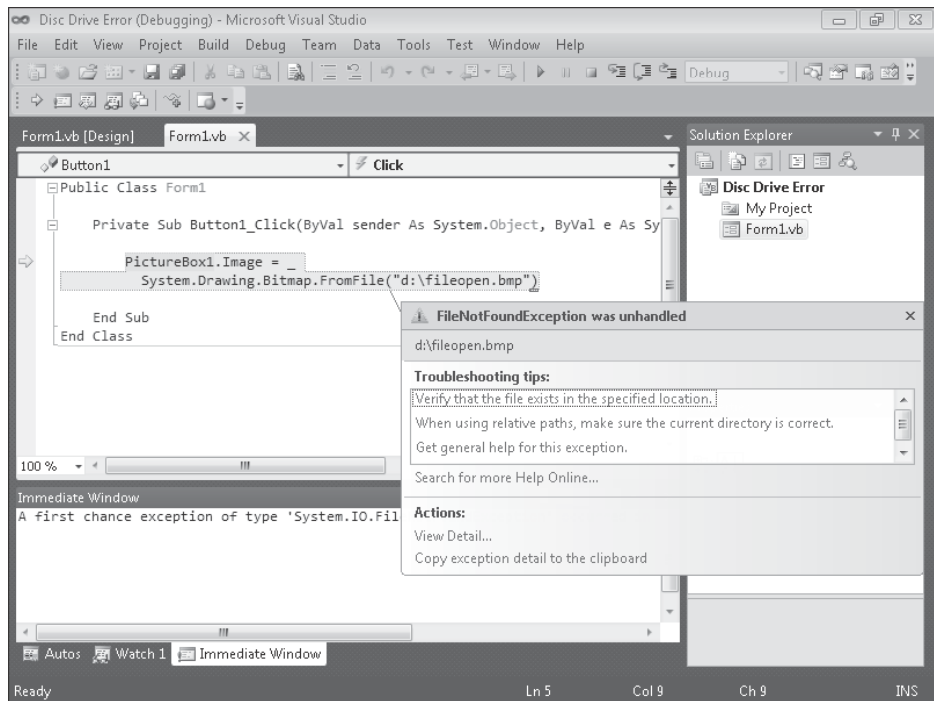 Disc Drive Error (Debugging) - Microsoft Visual Studio
File Edit View Project Build Debug Team Data Tools Test Window Help
Debug
Form1.vb [Design] Form1.vb
Button1 Click
Public Class Form1
Private Sub Button1_Click(ByVal sender As System.Object, ByVal e As Sy
PictureBox1.Image = _
System.Drawing.Bitmap.FromFile("d:\fileopen.bmp")
End Sub
End Class
100 %
Solution Explorer
Disc Drive Error
My Project
Form1.vb
FileNotFoundException was unhandled
d:\fileopen.bmp
Troubleshooting tips:
Verify that the file exists in the specified location.
When using relative paths, make sure the current directory is correct.
Get general help for this exception.
Search for more Help Online...
Actions:
View Detail...
Copy exception detail to the clipboard
Immediate Window
A first chance exception of type 'System.IO.Fil
Autos Watch 1 Immediate Window
Ready Ln 5 Col 9 Ch 9 INS